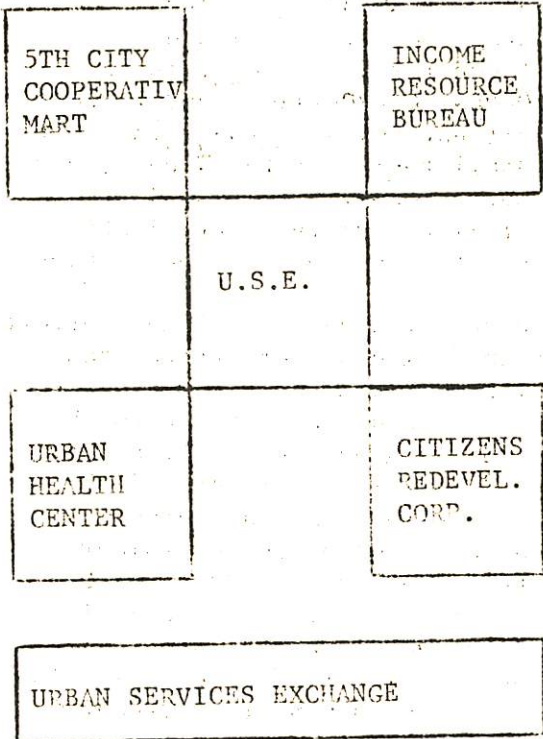 5TH CITY
COOPERATIV
MART
INCOME
RESOURCE
BUREAU
U.S.E.
URBAN
HEALTH
CENTER
CITIZENS
REDEVEL.
CORP.
URBAN SERVICES EXCHANGE